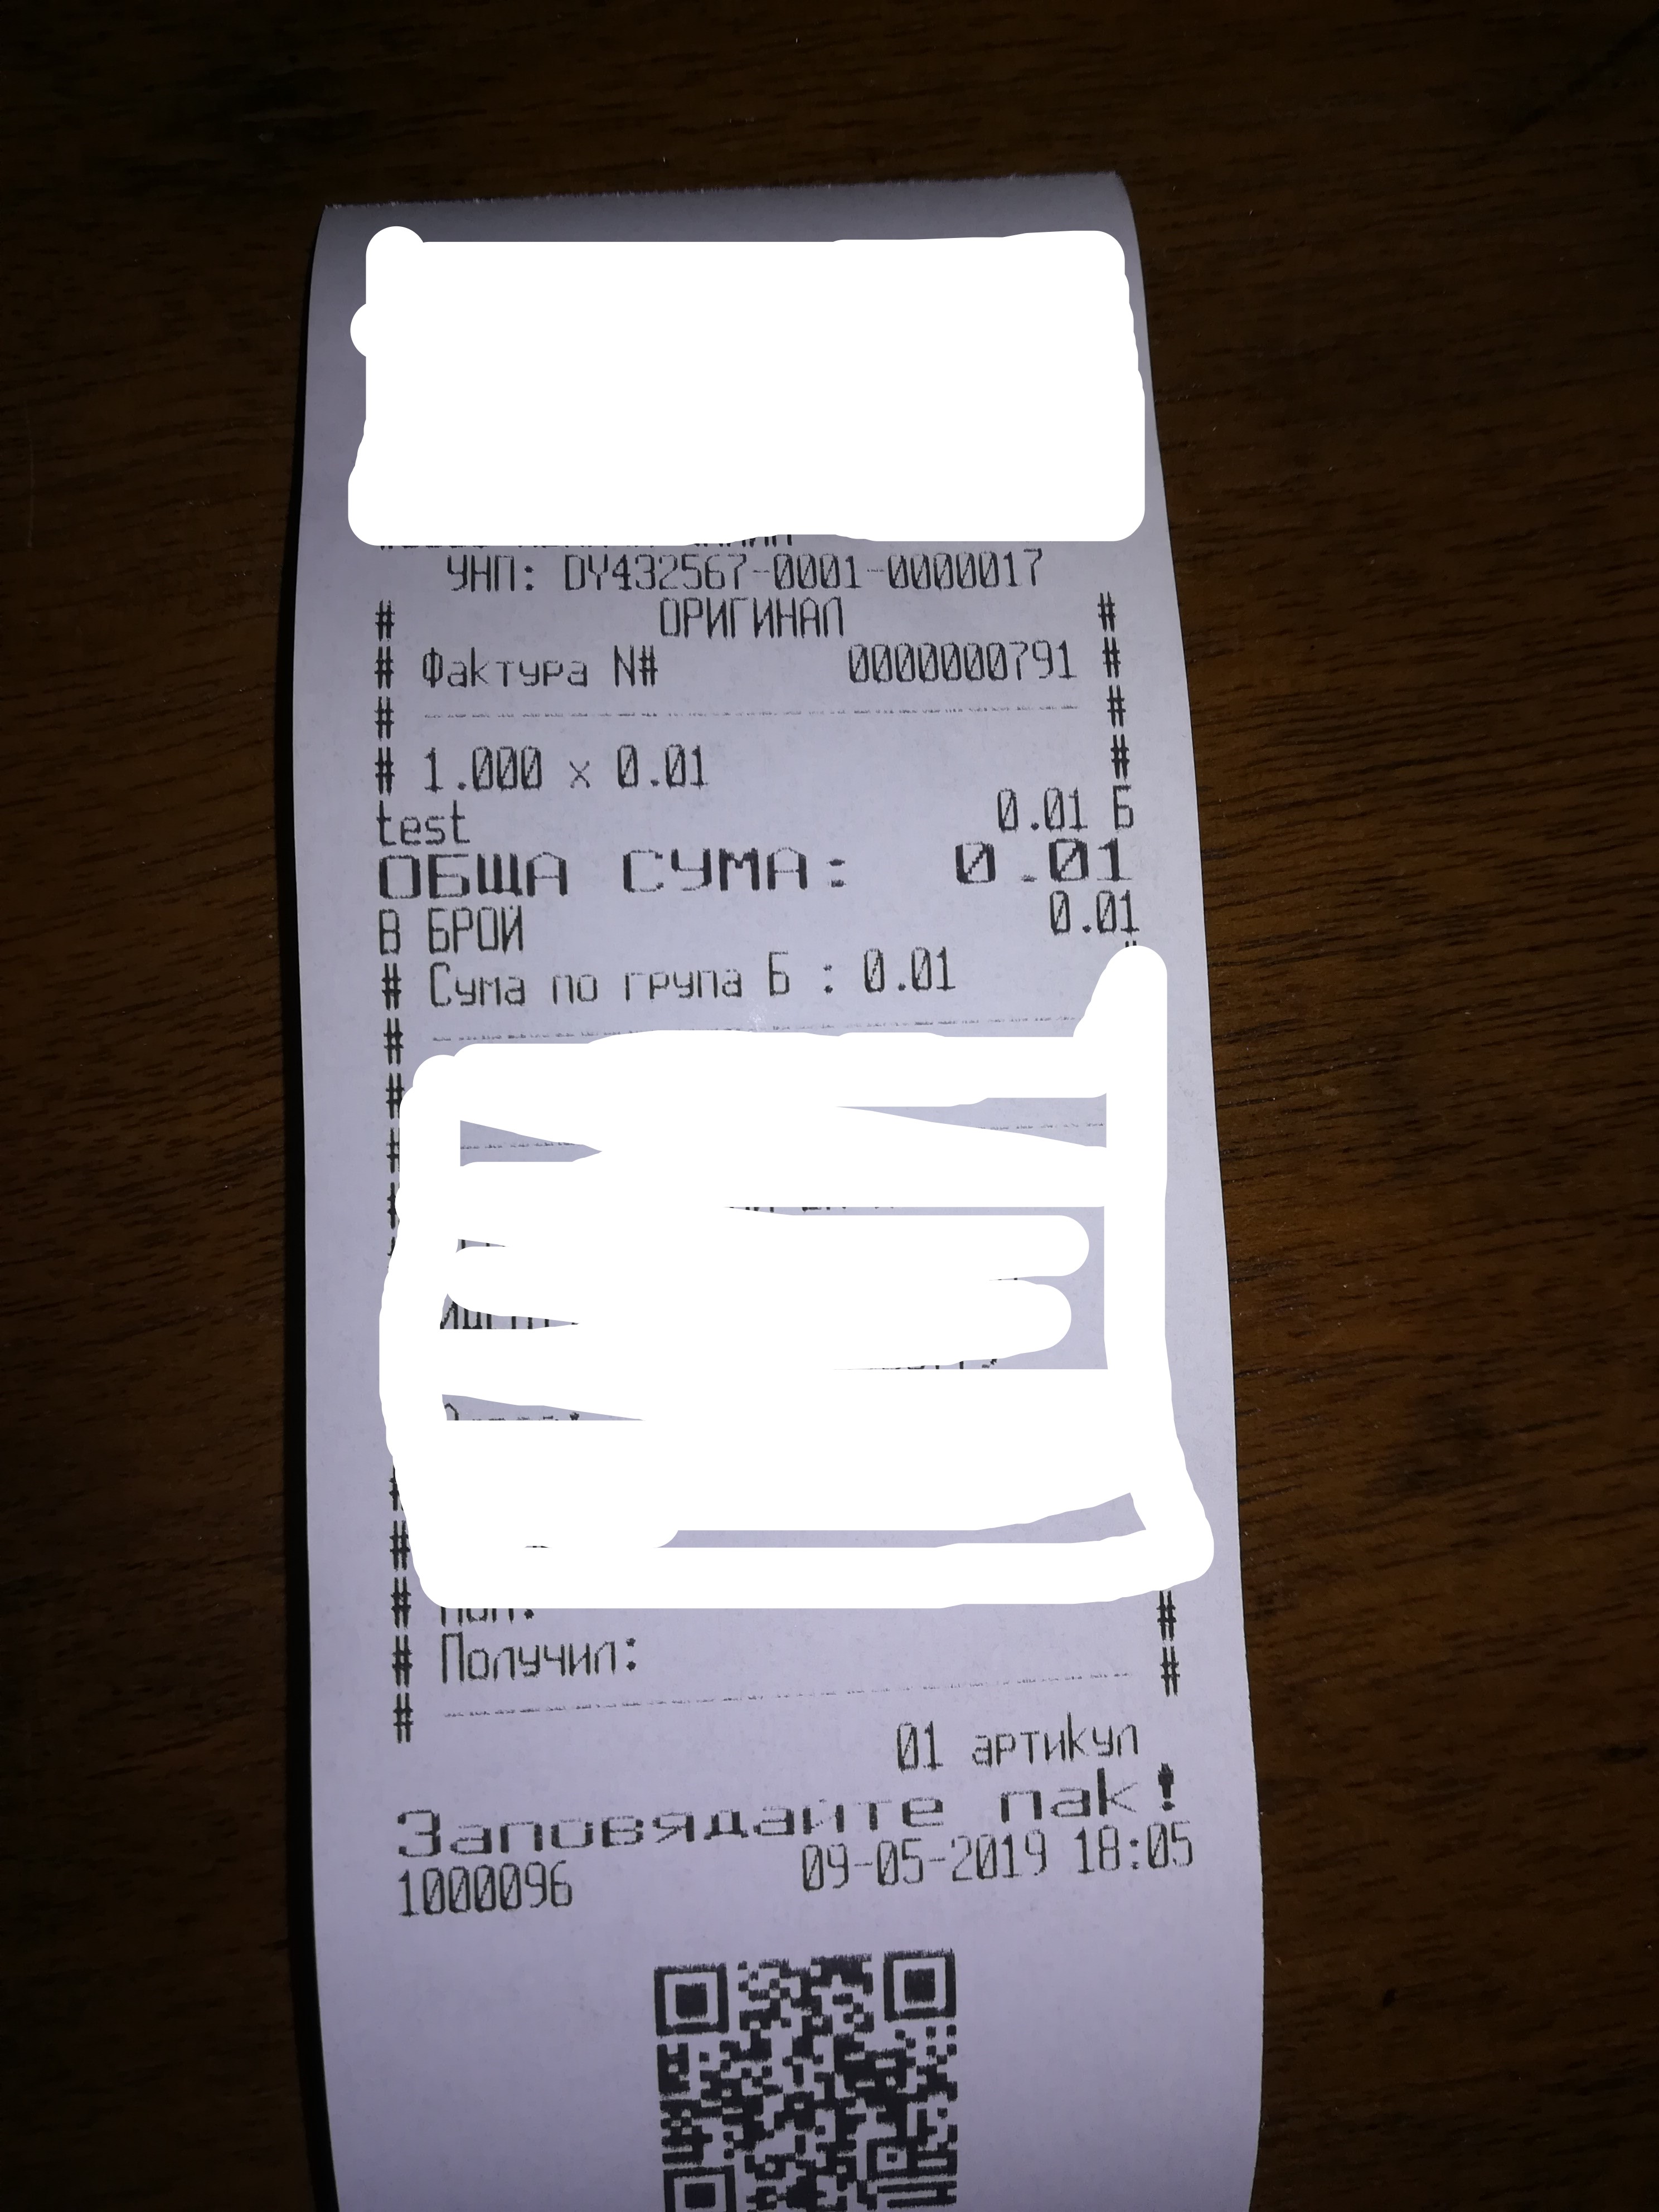 УНП: DY432567-0001-0000017
# ОРИГИНАЛ #
# Фактура N# 0000000791 #
# #
# 1.000 x 0.01 #
test 0.01 Б
ОБЩА СУМА: 0.01
В БРОЙ 0.01
# Сума по група Б : 0.01
#
#
#
#
#
# #
# Получил: #
#
01 артикул
Заповядайте пак!
1000096 09-05-2019 18:05